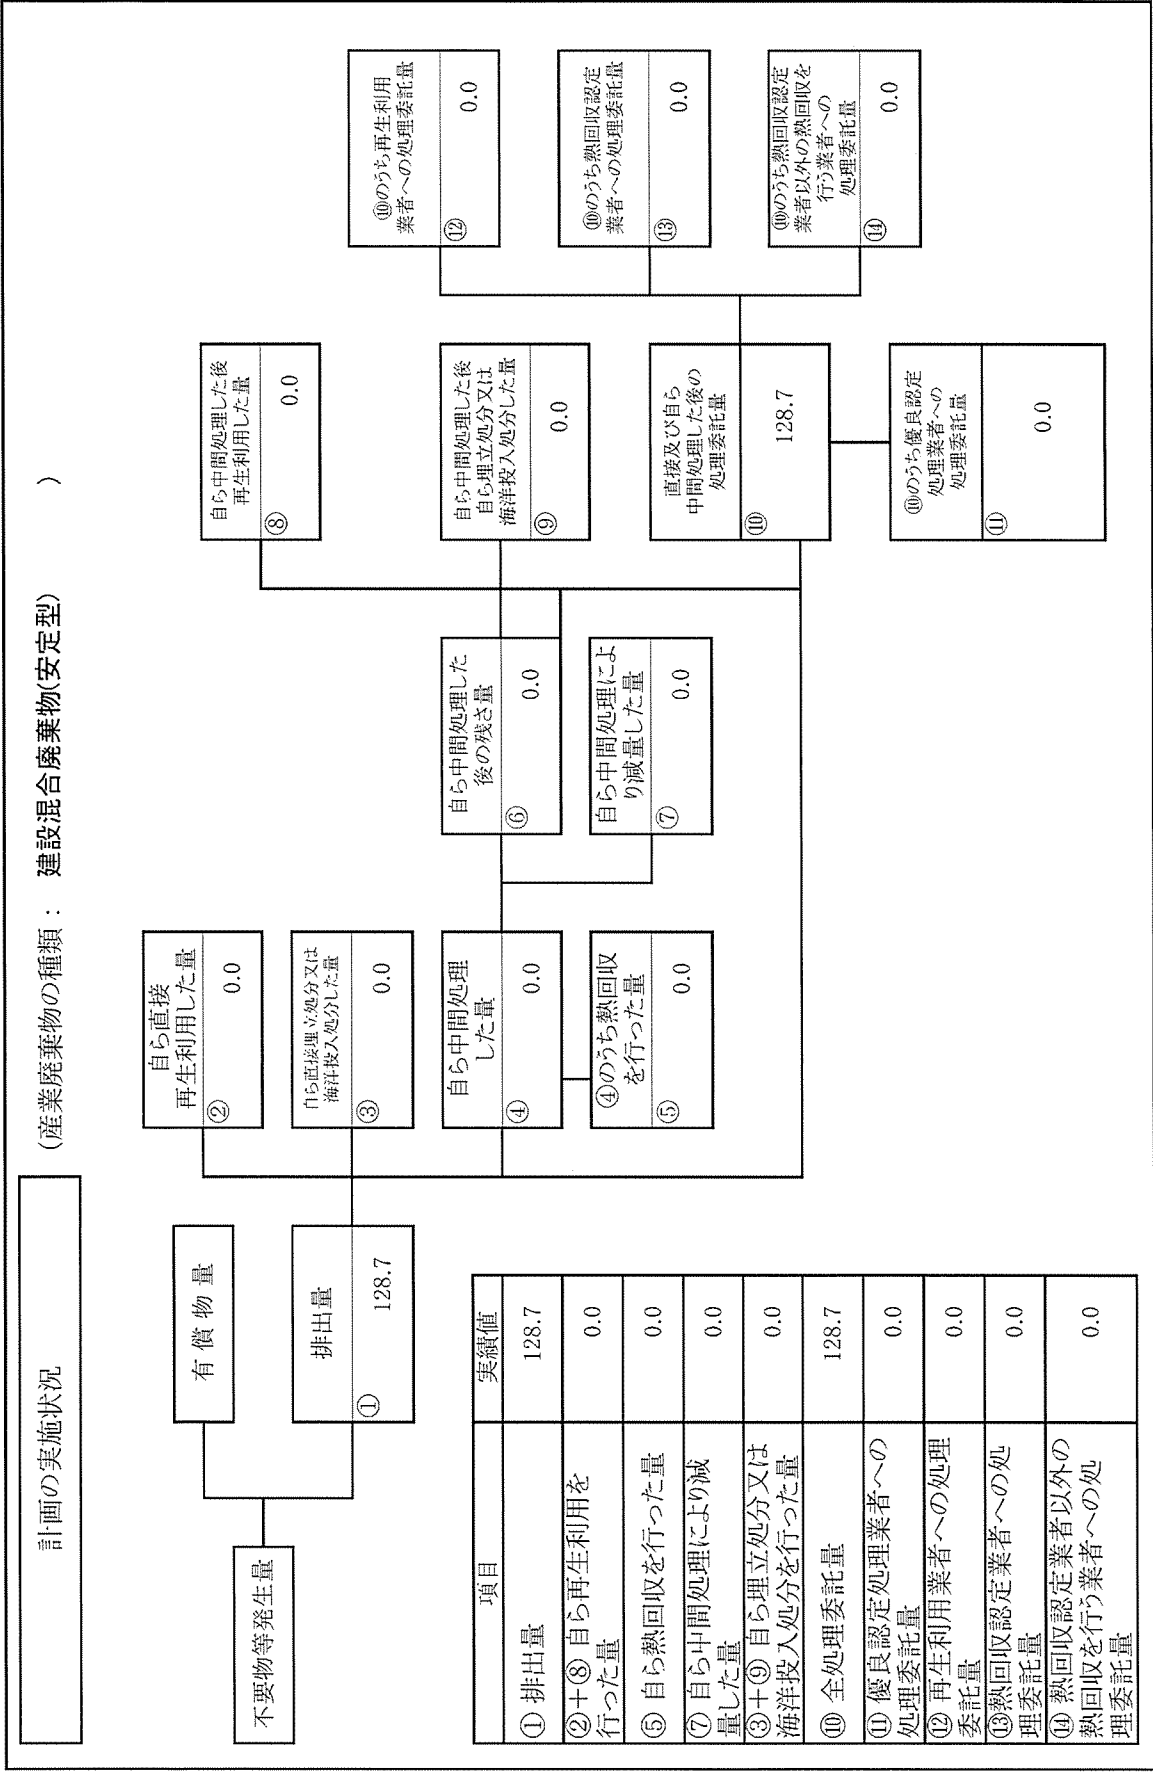 計画の実施状況
(産業廃棄物の種類： 建設混合廃棄物(安定型) )
不要物等発生量
有償物量
排出量
① 128.7
自ら直接
再生利用した量
② 0.0
自ら直接埋立処分又は
海洋投入処分した量
③ 0.0
自ら中間処理
した量
④ 0.0
④のうち熱回収
を行った量
⑤ 0.0
自ら中間処理した
後の残さ量
⑥ 0.0
自ら中間処理によ
り減量した量
⑦ 0.0
自ら中間処理した後
再生利用した量
⑧ 0.0
自ら中間処理した後
自ら埋立処分又は
海洋投入処分した量
⑨ 0.0
直接及び自ら
中間処理した後の
処理委託量
⑩ 128.7
⑩のうち優良認定
処理業者への
処理委託量
⑪ 0.0
⑩のうち再生利用
業者への処理委託量
⑫ 0.0
⑩のうち熱回収認定
業者への処理委託量
⑬ 0.0
⑩のうち熱回収認定
業者以外の熱回収を
行う業者への
処理委託量
⑭ 0.0
項目 実績値
① 排出量 128.7
②+⑧ 自ら再生利用を
行った量 0.0
⑤ 自ら熱回収を行った量 0.0
⑦ 自ら中間処理により減
量した量 0.0
③+⑨ 自ら埋立処分又は
海洋投入処分を行った量 0.0
⑩ 全処理委託量 128.7
⑪ 優良認定処理業者への
処理委託量 0.0
⑫ 再生利用業者への処理
委託量 0.0
⑬熱回収認定業者への処
理委託量 0.0
⑭ 熱回収認定業者以外の
熱回収を行う業者への処
理委託量 0.0